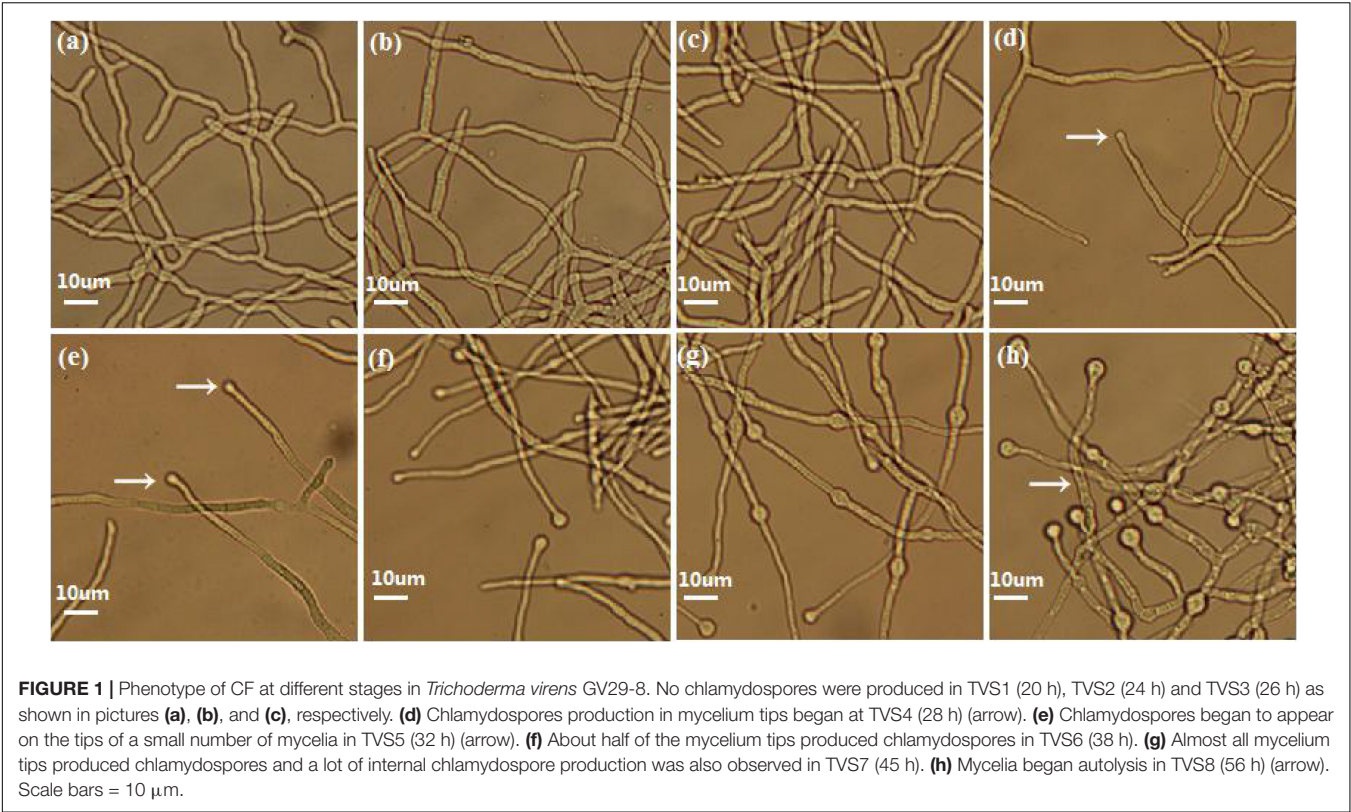 (a)
(b)
(c)
(d)
10um
10um
10um
10um
(e)
(f)
(g)
(h)
10um
10um
10um
10um
FIGURE 1 | Phenotype of CF at different stages in Trichoderma virens GV29-8. No chlamydospores were produced in TVS1 (20 h), TVS2 (24 h) and TVS3 (26 h) as
shown in pictures (a), (b), and (c), respectively. (d) Chlamydospores production in mycelium tips began at TVS4 (28 h) (arrow). (e) Chlamydospores began to appear
on the tips of a small number of mycelia in TVS5 (32 h) (arrow). (f) About half of the mycelium tips produced chlamydospores in TVS6 (38 h). (g) Almost all mycelium
tips produced chlamydospores and a lot of internal chlamydospore production was also observed in TVS7 (45 h). (h) Mycelia began autolysis in TVS8 (56 h) (arrow).
Scale bars = 10 μm.